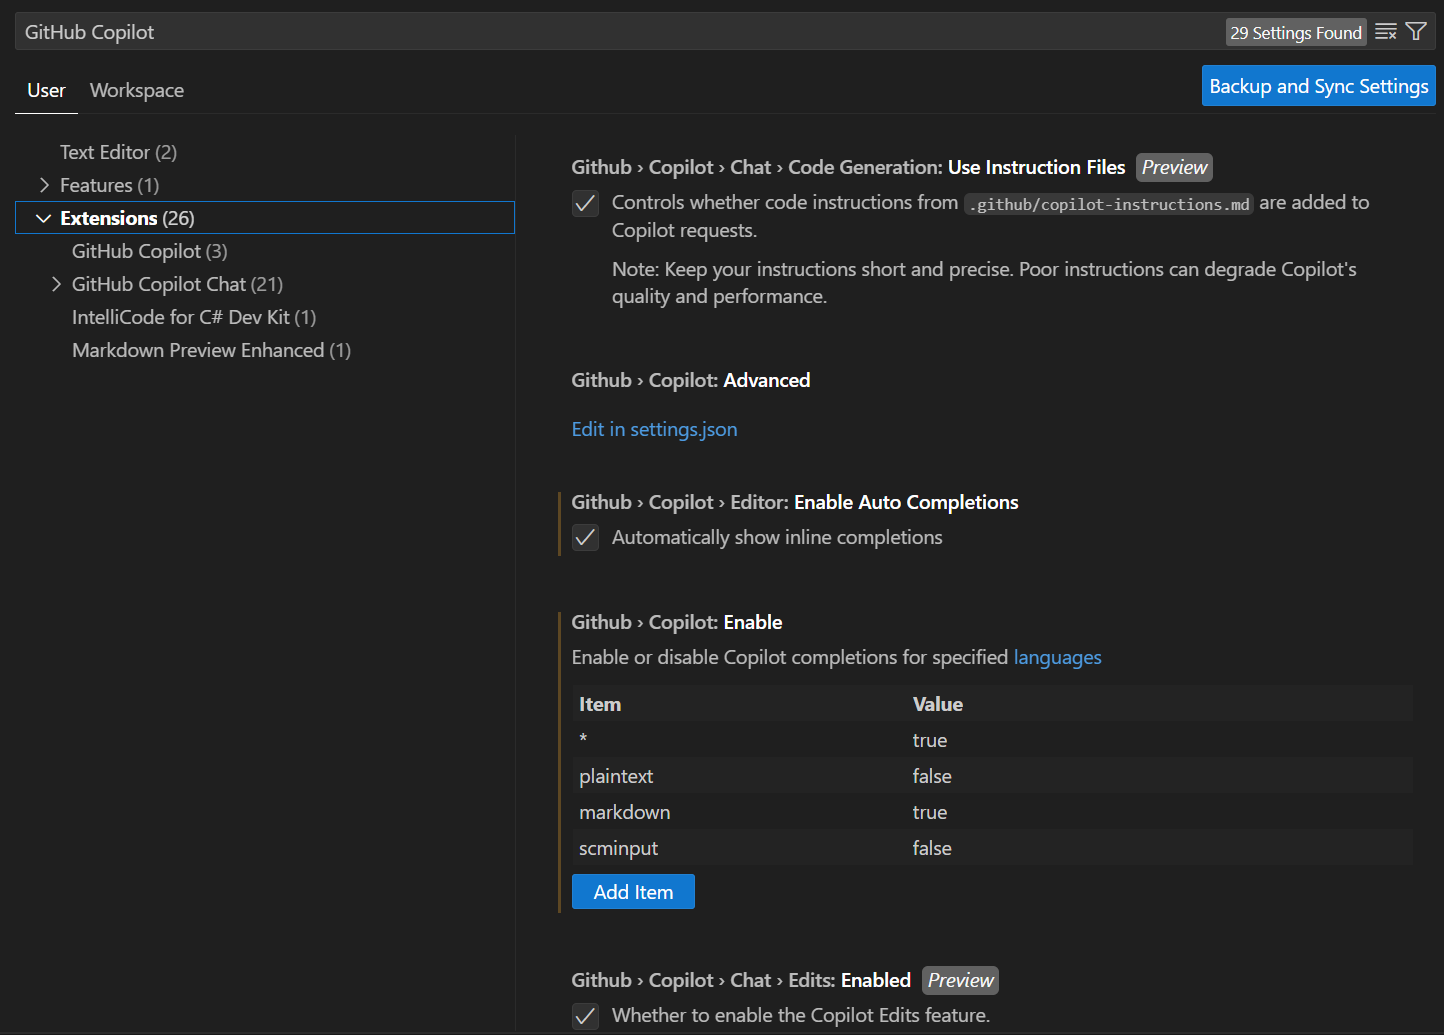 GitHub Copilot
29 Settings Found
User
Workspace
Backup and Sync Settings
Text Editor (2)
Features (1)
Extensions (26)
GitHub Copilot (3)
GitHub Copilot Chat (21)
IntelliCode for C# Dev Kit (1)
Markdown Preview Enhanced (1)
Github › Copilot › Chat › Code Generation: Use Instruction Files Preview
Controls whether code instructions from .github/copilot-instructions.md are added to
Copilot requests.
Note: Keep your instructions short and precise. Poor instructions can degrade Copilot's
quality and performance.
Github › Copilot: Advanced
Edit in settings.json
Github › Copilot › Editor: Enable Auto Completions
Automatically show inline completions
Github › Copilot: Enable
Enable or disable Copilot completions for specified languages
Item Value
* true
plaintext false
markdown true
scminput false
Add Item
Github › Copilot › Chat › Edits: Enabled Preview
Whether to enable the Copilot Edits feature.